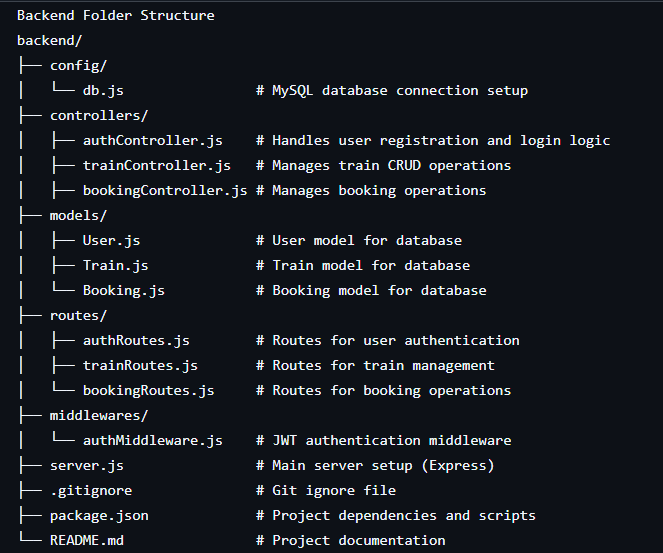 Backend Folder Structure
backend/
├── config/
│   └── db.js                # MySQL database connection setup
├── controllers/
│   ├── authController.js    # Handles user registration and login logic
│   ├── trainController.js   # Manages train CRUD operations
│   ├── bookingController.js # Manages booking operations
├── models/
│   ├── User.js              # User model for database
│   ├── Train.js             # Train model for database
│   └── Booking.js           # Booking model for database
├── routes/
│   ├── authRoutes.js        # Routes for user authentication
│   ├── trainRoutes.js       # Routes for train management
│   └── bookingRoutes.js     # Routes for booking operations
├── middlewares/
│   └── authMiddleware.js    # JWT authentication middleware
├── server.js                # Main server setup (Express)
├── .gitignore               # Git ignore file
├── package.json             # Project dependencies and scripts
└── README.md                # Project documentation